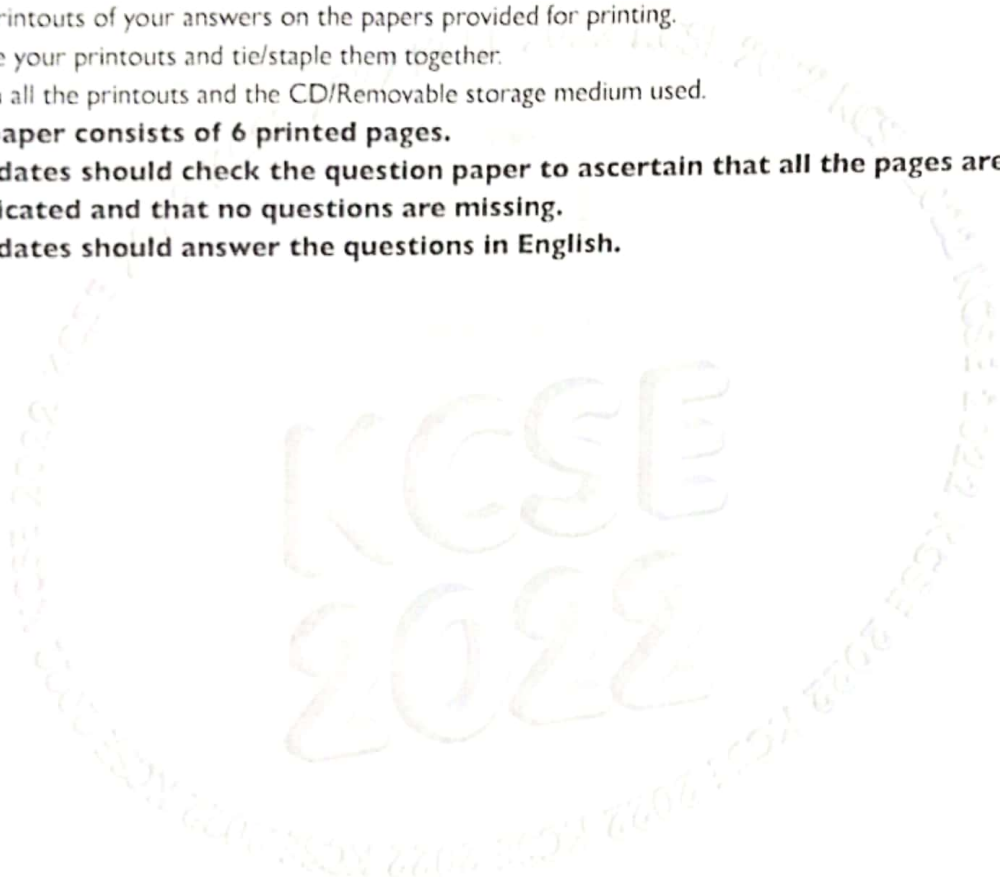 rintouts of your answers on the papers provided for printing.
your printouts and tie/staple them together.
all the printouts and the CD/Removable storage medium used.
aper consists of 6 printed pages.
dates should check the question paper to ascertain that all the pages are
icated and that no questions are missing.
dates should answer the questions in English.
KCSE
2022